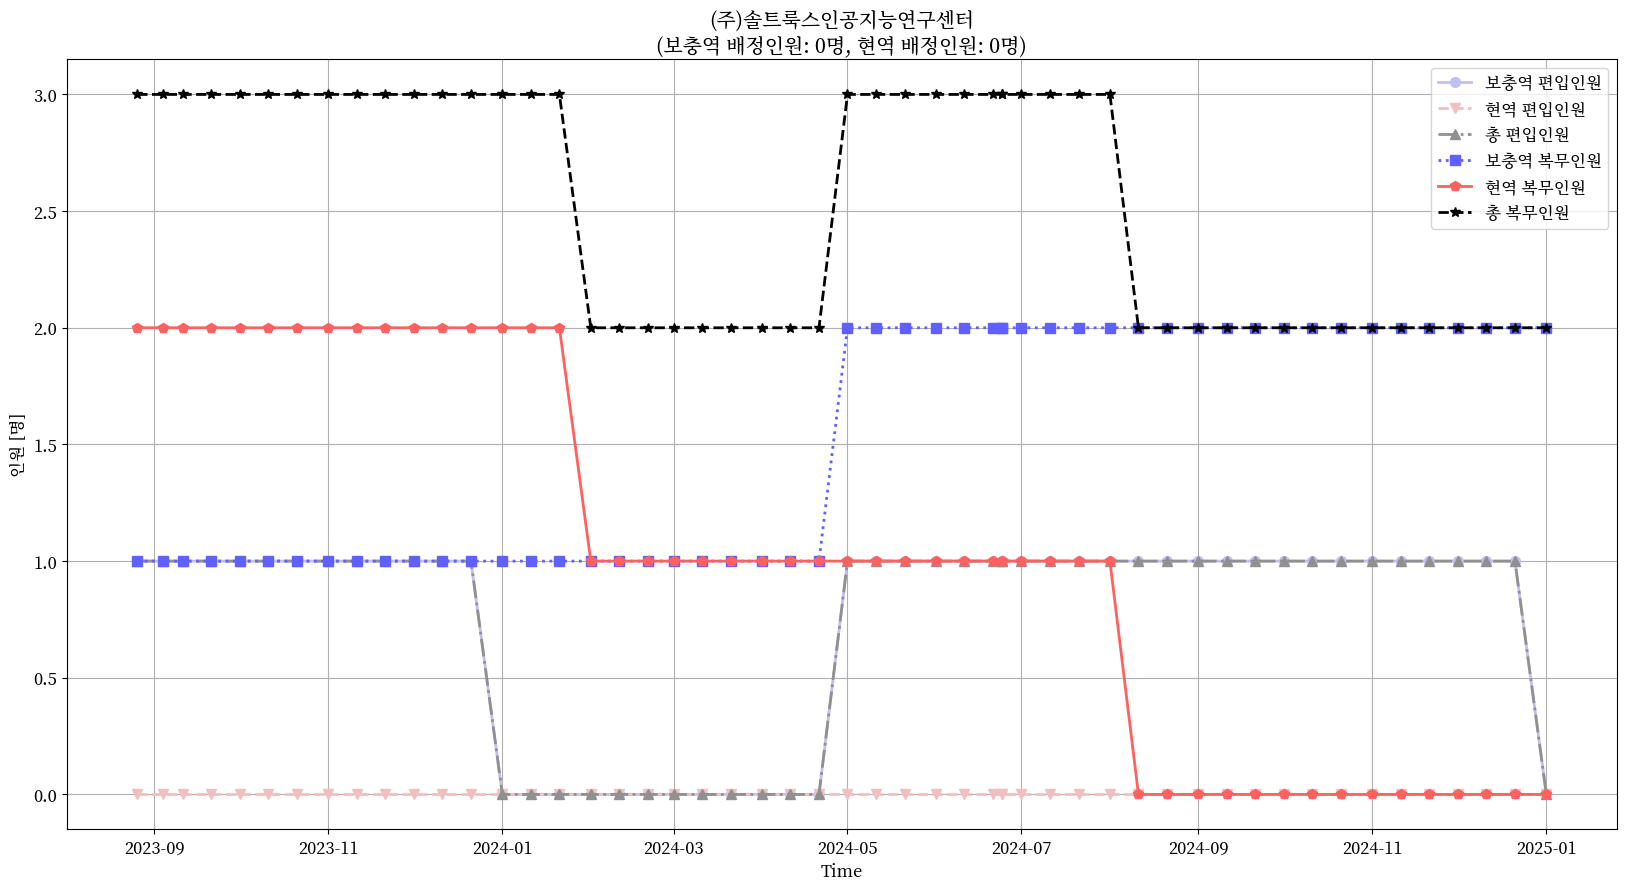 (주)솔트룩스인공지능연구센터
(보충역 배정인원: 0명, 현역 배정인원: 0명)
보충역 편입인원
현역 편입인원
총 편입인원
보충역 복무인원
현역 복무인원
총 복무인원
인원 [명]
3.0
2.5
2.0
1.5
1.0
0.5
0.0
2023-09
2023-11
2024-01
2024-03
2024-05
2024-07
2024-09
2024-11
2025-01
Time